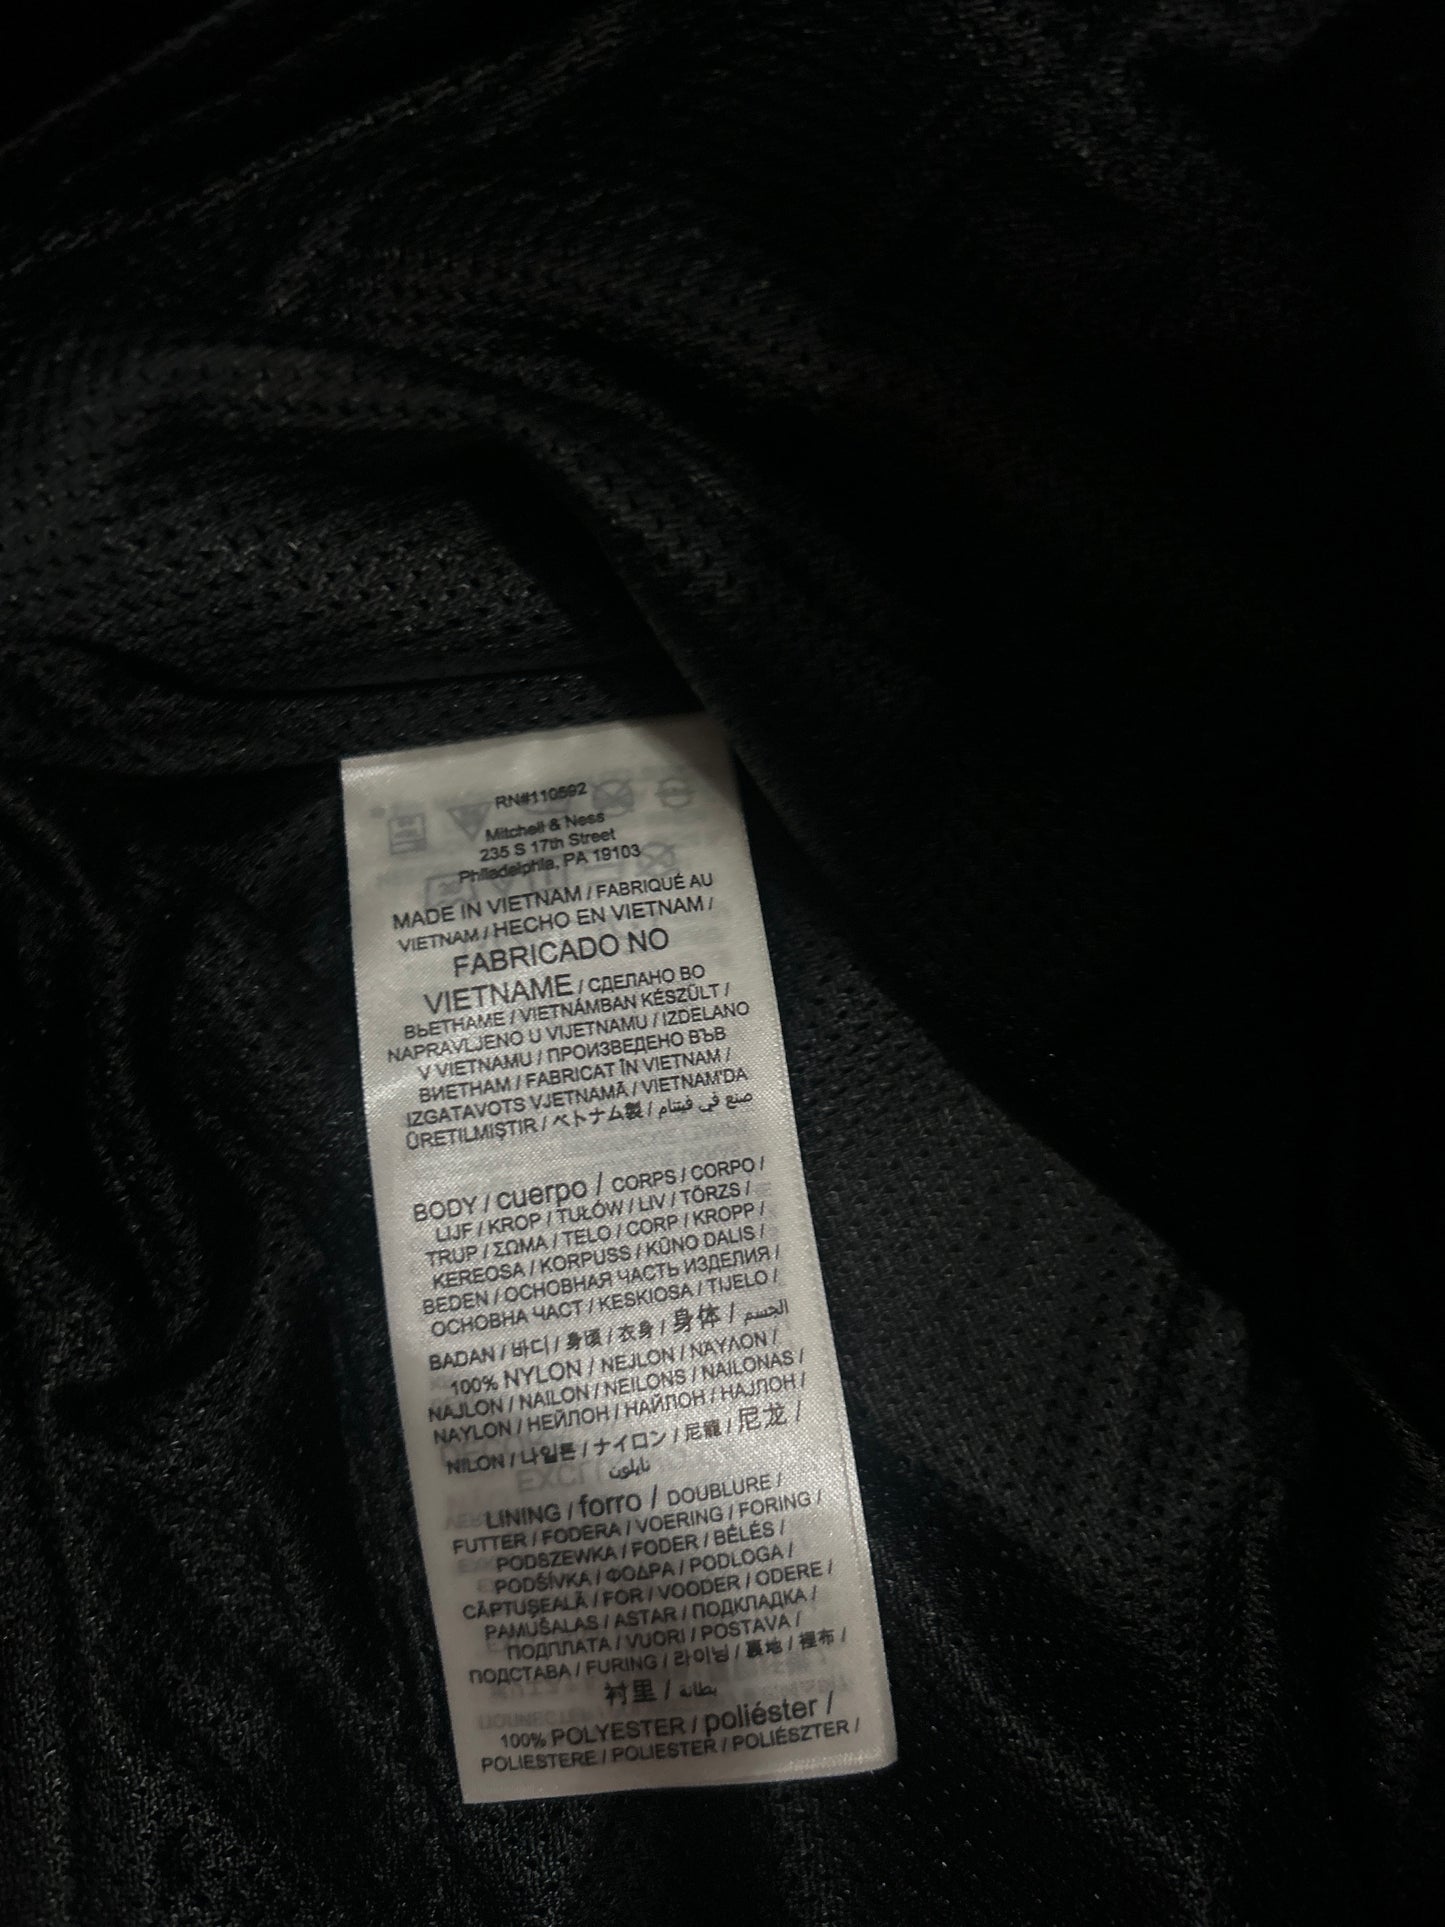 RN#110592
Mitchell & Ness
235 S 17th Street
Philadelphia, PA 19103
MADE IN VIETNAM / FABRIQUÉ AU
VIETNAM / HECHO EN VIETNAM /
FABRICADO NO
VIETNAME / СДЕЛАНО ВО
ВЬЕТНАМЕ / VIETNÁMBAN KÉSZÜLT /
NAPRAVLJENO U VIJETNAMU / IZDELANO
V VIETNAMU / ПРОИЗВЕДЕНО ВЪВ
ВИЕТНАМ / FABRICAT ÎN VIETNAM /
IZGATAVOTS VJETNAMĀ / VIETNAM'DA
ÜRETILMIŞTIR / ベトナム製 / صنع في فيتنام
BODY / cuerpo / CORPS / CORPO /
LIJF / KROP / TUŁÓW / LIV / TÖRZS /
TRUP / ΣΩΜΑ / TELO / CORP / KROPP /
KEREOSA / KORPUSS / KŪNO DALIS /
BEDEN / ОСНОВНАЯ ЧАСТЬ ИЗДЕЛИЯ /
ОСНОВНА ЧАСТ / KESKIOSA / TIJELO /
BADAN / 바디 / 身頃 / 衣身 / 身体 / الجسم
100% NYLON / NEJLON / ΝΑΥΛΟΝ /
NAJLON / NAILON / NEILONS / NAILONAS /
NAYLON / НЕЙЛОН / НАЙЛОН / НАЈЛОН /
NILON / 나일론 / ナイロン / 尼龍 / 尼龙 /
نايلون
LINING / forro / DOUBLURE /
FUTTER / FODERA / VOERING / FORING /
PODSZEWKA / FODER / BÉLÉS /
PODŠÍVKA / ΦΟΔΡΑ / PODLOGA /
CĂPTUŞEALĂ / FOR / VOODER / ODERE /
PAMUŠALAS / ASTAR / ПОДКЛАДКА /
ПОДПЛАТА / VUORI / POSTAVA /
ПОДСТАВА / FURING / 라이닝 / 裏地 / 裡布 /
衬里 / بطانة
100% POLYESTER / poliéster /
POLIESTERE / POLIESTER / POLIÉSZTER /